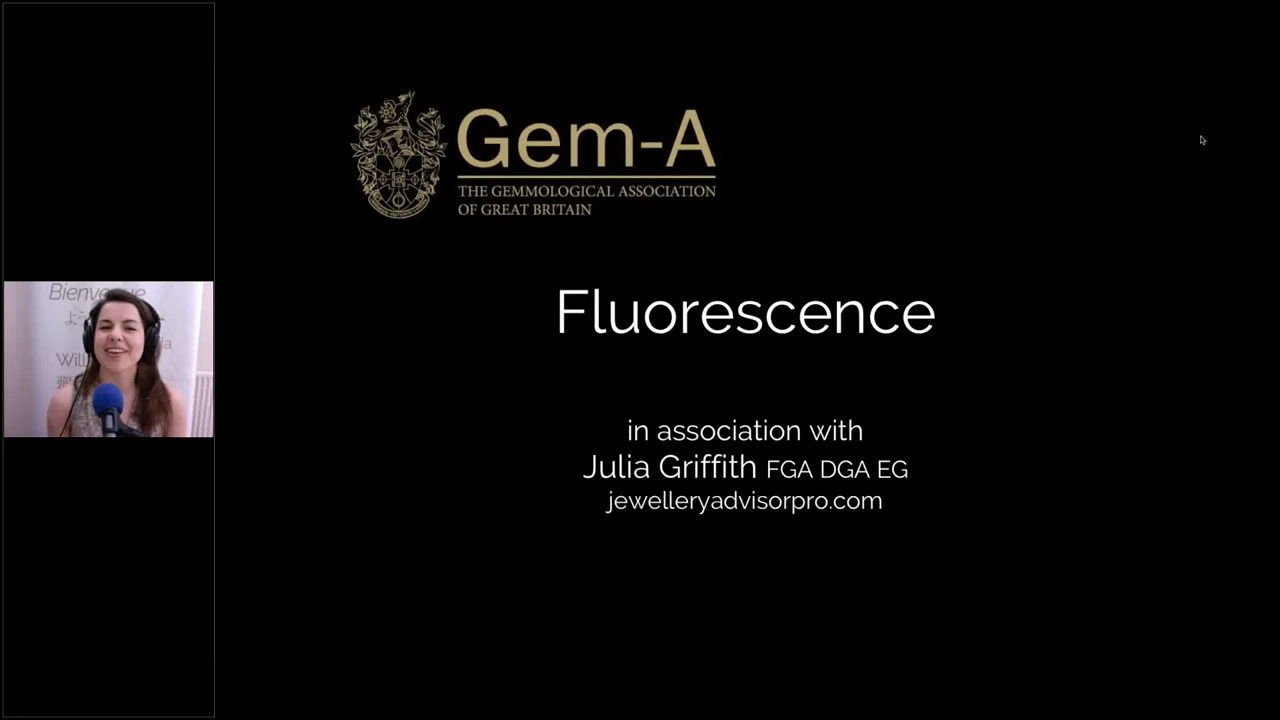 Gem-A
THE GEMMOLOGICAL ASSOCIATION
OF GREAT BRITAIN
Fluorescence
in association with
Julia Griffith FGA DGA EG
jewelleryadvisorpro.com